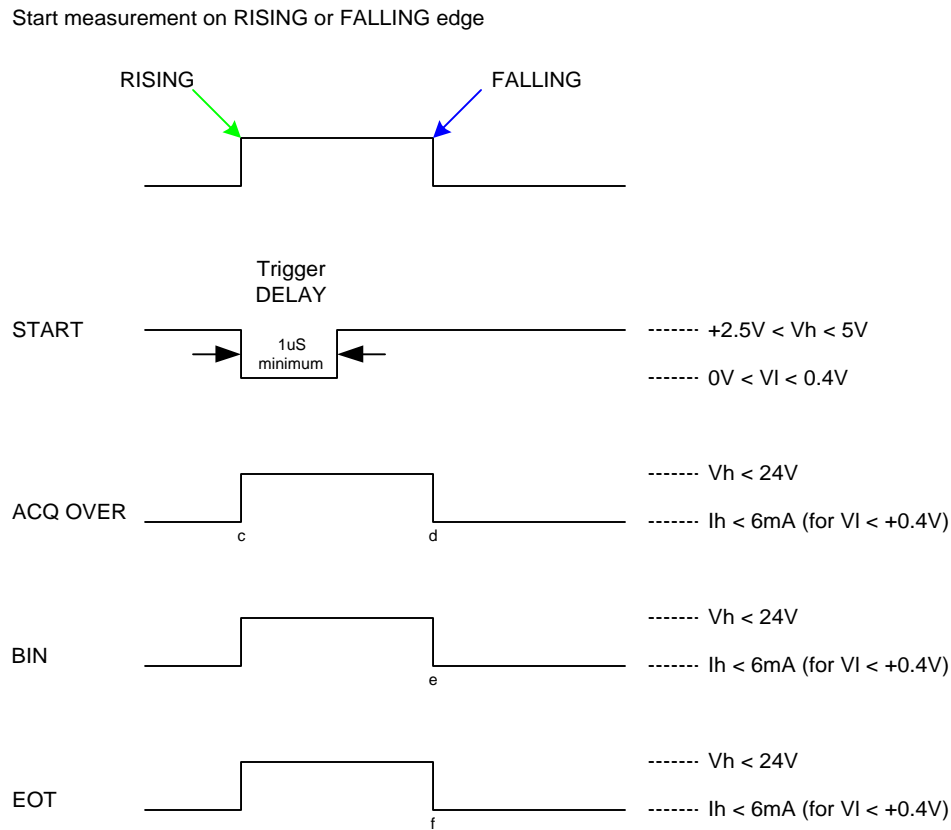 Start measurement on RISING or FALLING edge
RISING
FALLING
Trigger
DELAY
START
1uS
minimum
+2.5V < Vh < 5V
0V < Vl < 0.4V
ACQ OVER
c
d
Vh < 24V
Ih < 6mA (for Vl < +0.4V)
BIN
e
Vh < 24V
Ih < 6mA (for Vl < +0.4V)
EOT
f
Vh < 24V
Ih < 6mA (for Vl < +0.4V)